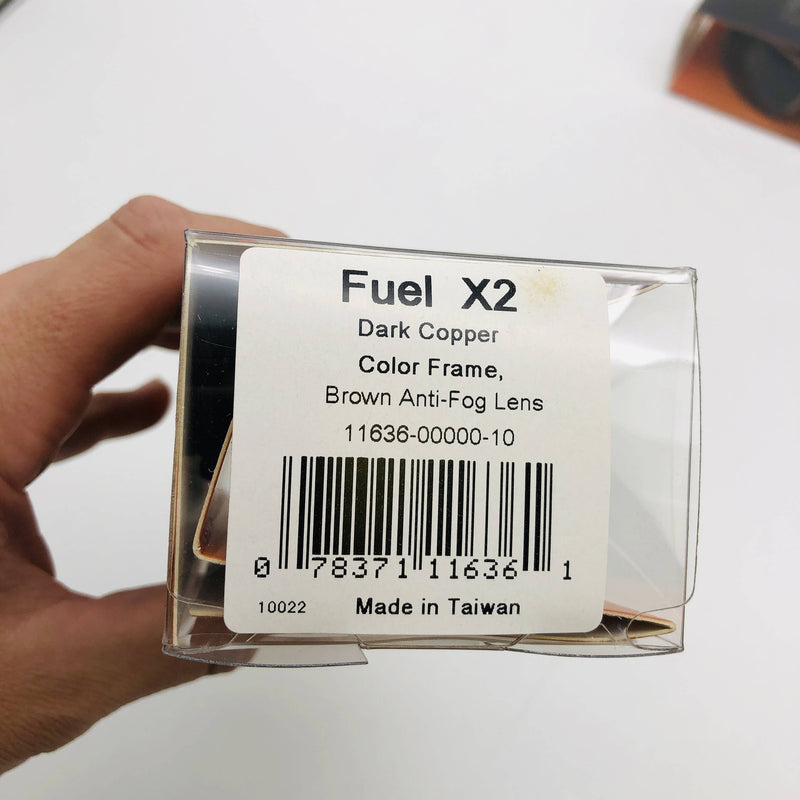 Fuel X2
Dark Copper
Color Frame,
Brown Anti-Fog Lens
11636-00000-10
0 78371 11636 1
10022 Made in Taiwan